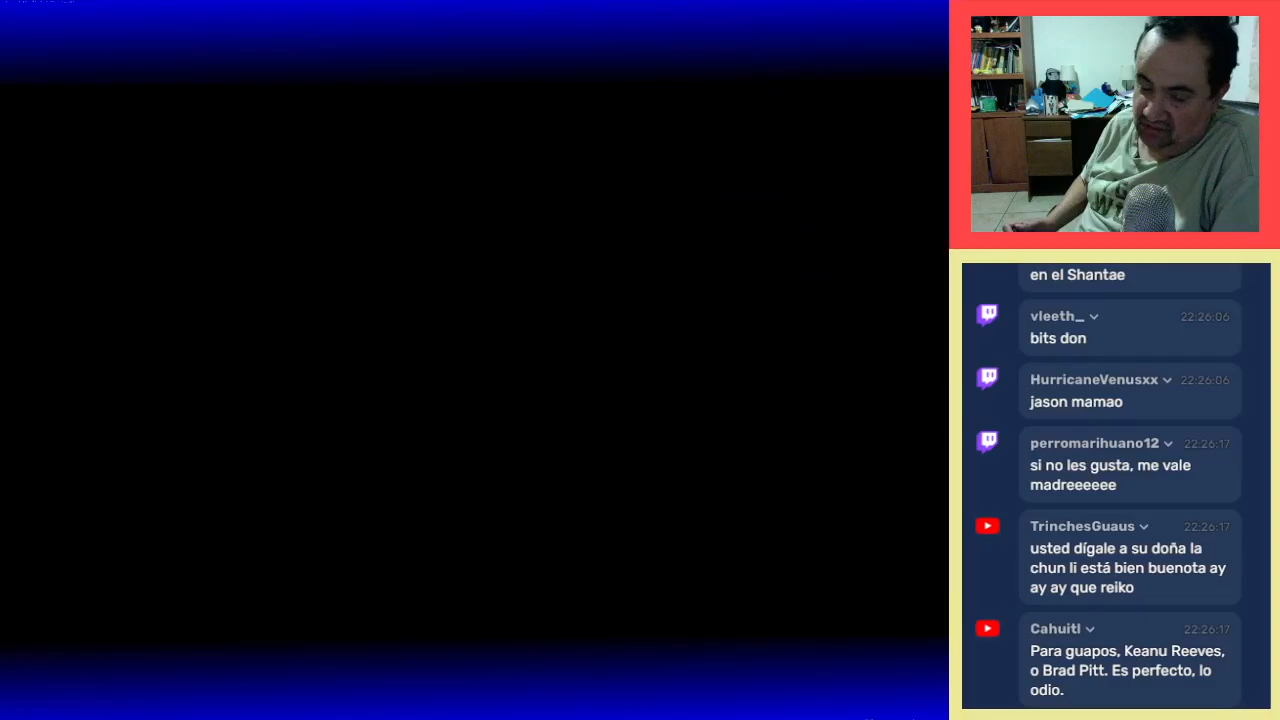 en el Shantae
vleeth_ 22:26:06
bits don
HurricaneVenusxx 22:26:06
jason mamao
perromarihuano12 22:26:17
si no les gusta, me vale
madreeeeee
TrinchesGuaus 22:26:17
usted dígale a su doña la
chun li está bien buenota ay
ay ay que reiko
Cahuitl 22:26:17
Para guapos, Keanu Reeves,
o Brad Pitt. Es perfecto, lo
odio.